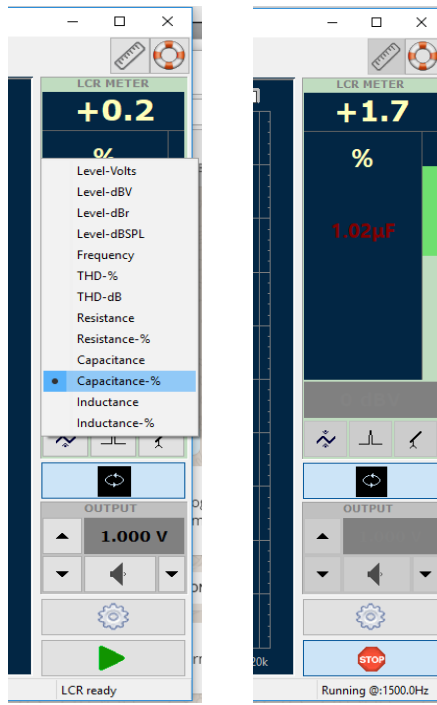 LCR METER
+0.2
%
Level-Volts
Level-dBV
Level-dBr
Level-dBSPL
Frequency
THD-%
THD-dB
Resistance
Resistance-%
Capacitance
Capacitance-%
Inductance
Inductance-%
OUTPUT
1.000 V
LCR ready
LCR METER
+1.7
%
1.02µF
OUTPUT
STOP
20k
Running @:1500.0Hz